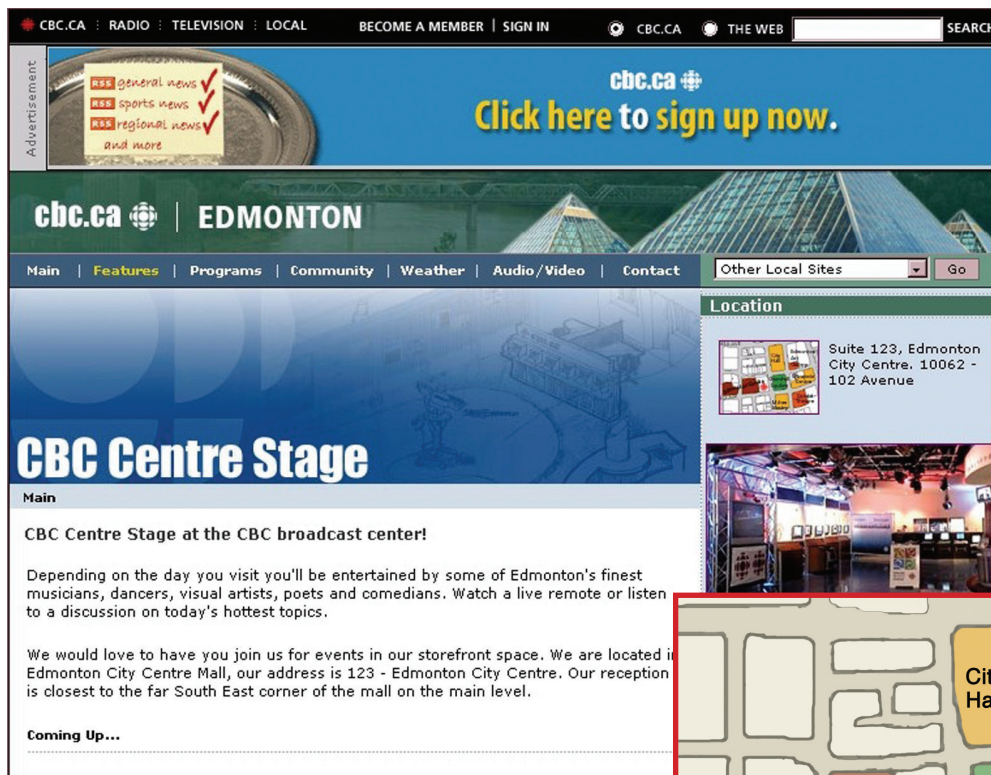 CBC.CA RADIO TELEVISION LOCAL BECOME A MEMBER | SIGN IN CBC.CA THE WEB SEARCH
Advertisement
RSS general news
RSS sports news
RSS regional news
and more
cbc.ca
Click here to sign up now.
cbc.ca | EDMONTON
Main | Features | Programs | Community | Weather | Audio/Video | Contact
Other Local Sites Go
Location
City Hall
Suite 123, Edmonton
City Centre. 10062 -
102 Avenue
CBC Centre Stage
Main
CBC Centre Stage at the CBC broadcast center!
Depending on the day you visit you'll be entertained by some of Edmonton's finest
musicians, dancers, visual artists, poets and comedians. Watch a live remote or listen
to a discussion on today's hottest topics.
We would love to have you join us for events in our storefront space. We are located in
Edmonton City Centre Mall, our address is 123 - Edmonton City Centre. Our reception
is closest to the far South East corner of the mall on the main level.
Coming Up...
Cit
Ha